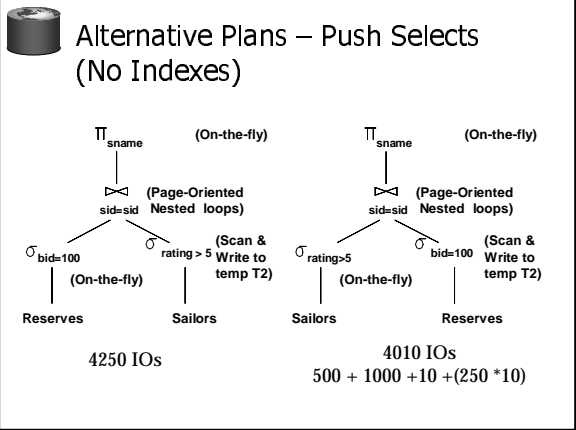 Alternative Plans – Push Selects
(No Indexes)
Π sname (On-the-fly)
⋈ (Page-Oriented
sid=sid Nested loops)
σ bid=100
σ rating > 5 (Scan &
Write to
temp T2)
(On-the-fly)
Reserves Sailors
4250 IOs
Π sname (On-the-fly)
⋈ (Page-Oriented
sid=sid Nested loops)
σ rating>5
σ bid=100 (Scan &
Write to
temp T2)
(On-the-fly)
Sailors Reserves
4010 IOs
500 + 1000 +10 +(250 *10)